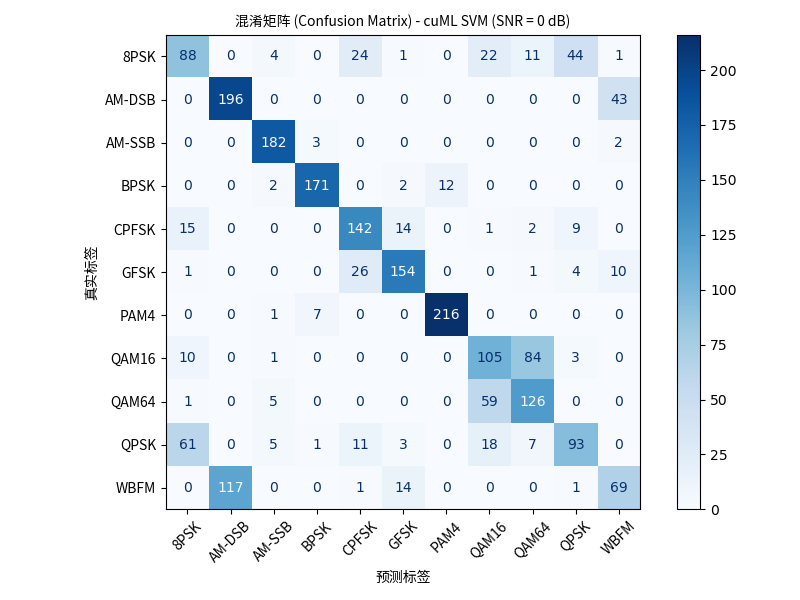 混淆矩阵 (Confusion Matrix) - cuML SVM (SNR = 0 dB)
真实标签
8PSK 88 0 4 0 24 1 0 22 11 44 1
AM-DSB 0 196 0 0 0 0 0 0 0 0 43
AM-SSB 0 0 182 3 0 0 0 0 0 0 2
BPSK 0 0 2 171 0 2 12 0 0 0 0
CPFSK 15 0 0 0 142 14 0 1 2 9 0
GFSK 1 0 0 0 26 154 0 0 1 4 10
PAM4 0 0 1 7 0 0 216 0 0 0 0
QAM16 10 0 1 0 0 0 0 105 84 3 0
QAM64 1 0 5 0 0 0 0 59 126 0 0
QPSK 61 0 5 1 11 3 0 18 7 93 0
WBFM 0 117 0 0 1 14 0 0 0 1 69
8PSK AM-DSB AM-SSB BPSK CPFSK GFSK PAM4 QAM16 QAM64 QPSK WBFM
预测标签
200
175
150
125
100
75
50
25
0